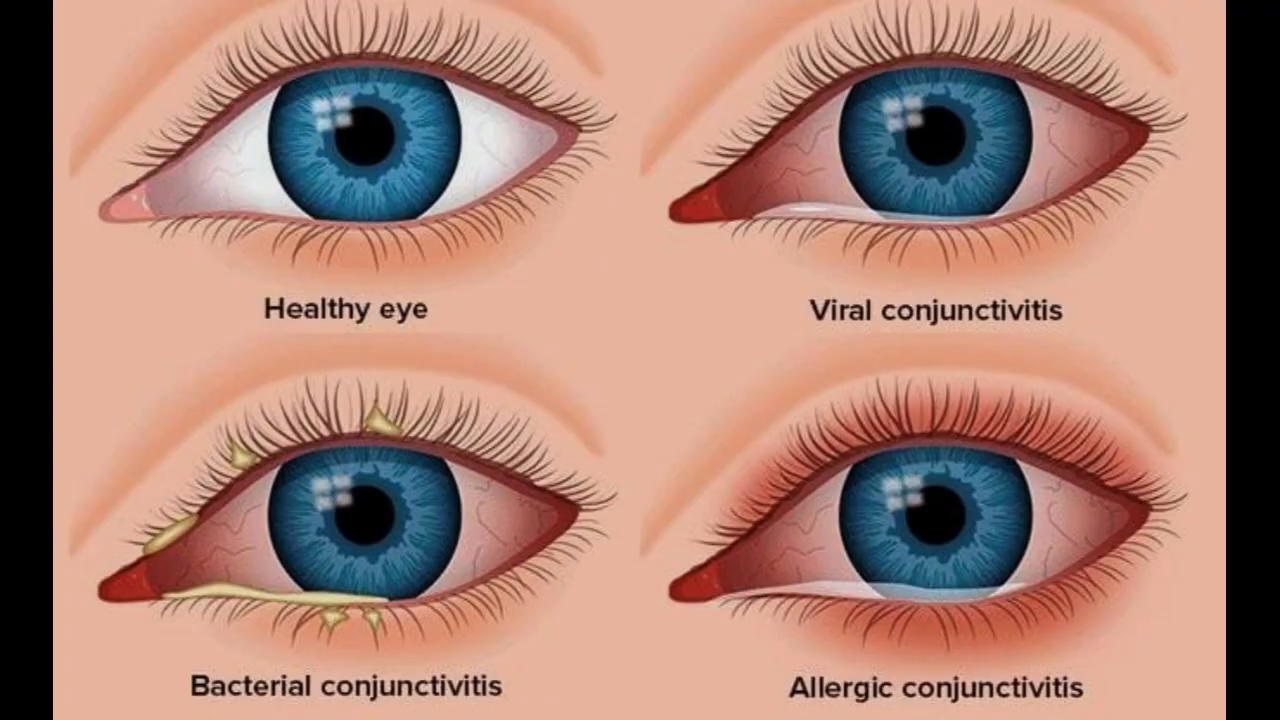 Healthy eye
Viral conjunctivitis
Bacterial conjunctivitis
Allergic conjunctivitis